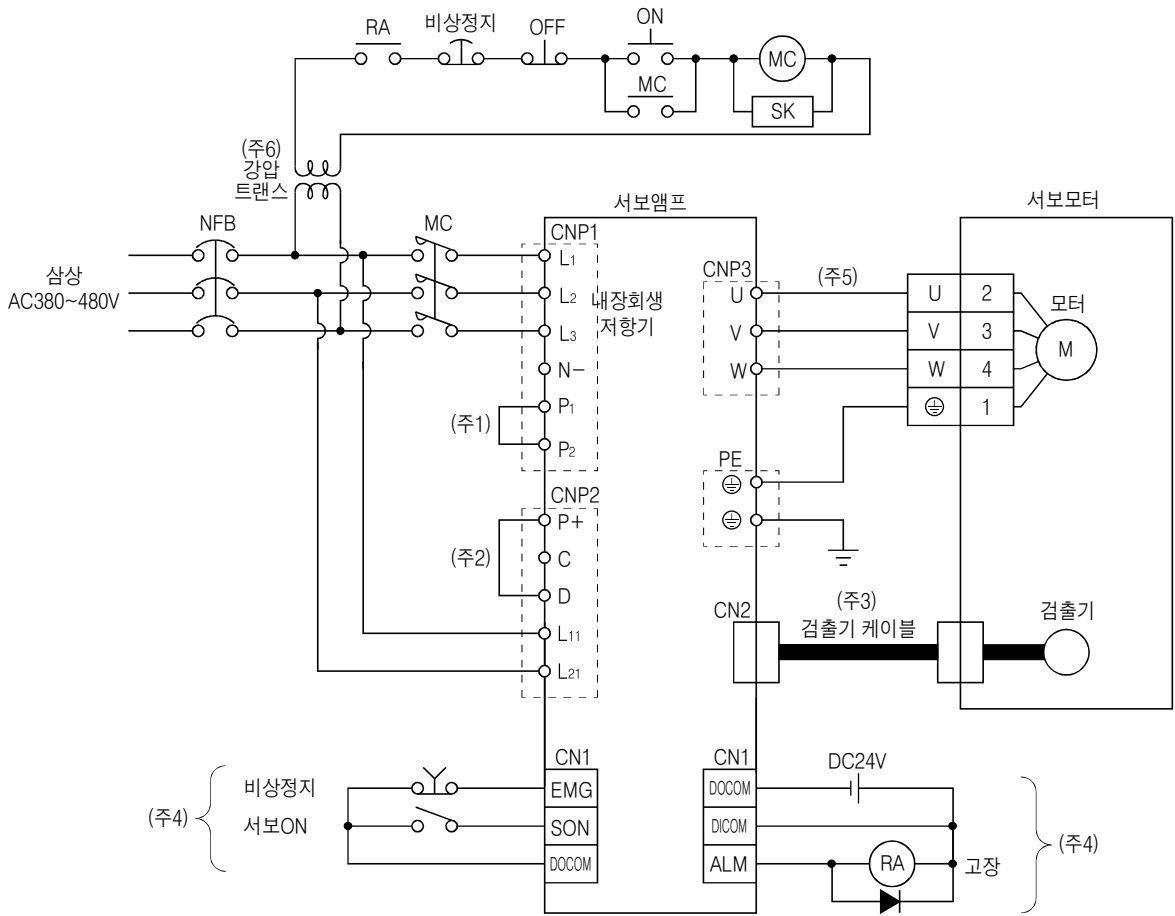 RA
비상정지
OFF
ON
MC
MC
SK
(주6)
강압
트랜스
NFB
MC
서보앰프
서보모터
삼상
AC380~480V
CNP1
L1
L2
L3
N−
P1
P2
내장회생
저항기
(주1)
CNP3
U
V
W
(주5)
U 2
V 3
W 4
1
모터
M
PE
CNP2
P+
C
D
L11
L21
(주2)
CN2
(주3)
검출기 케이블
검출기
(주4)
비상정지
서보ON
CN1
EMG
SON
DOCOM
CN1
DOCOM
DICOM
ALM
DC24V
RA
고장
(주4)